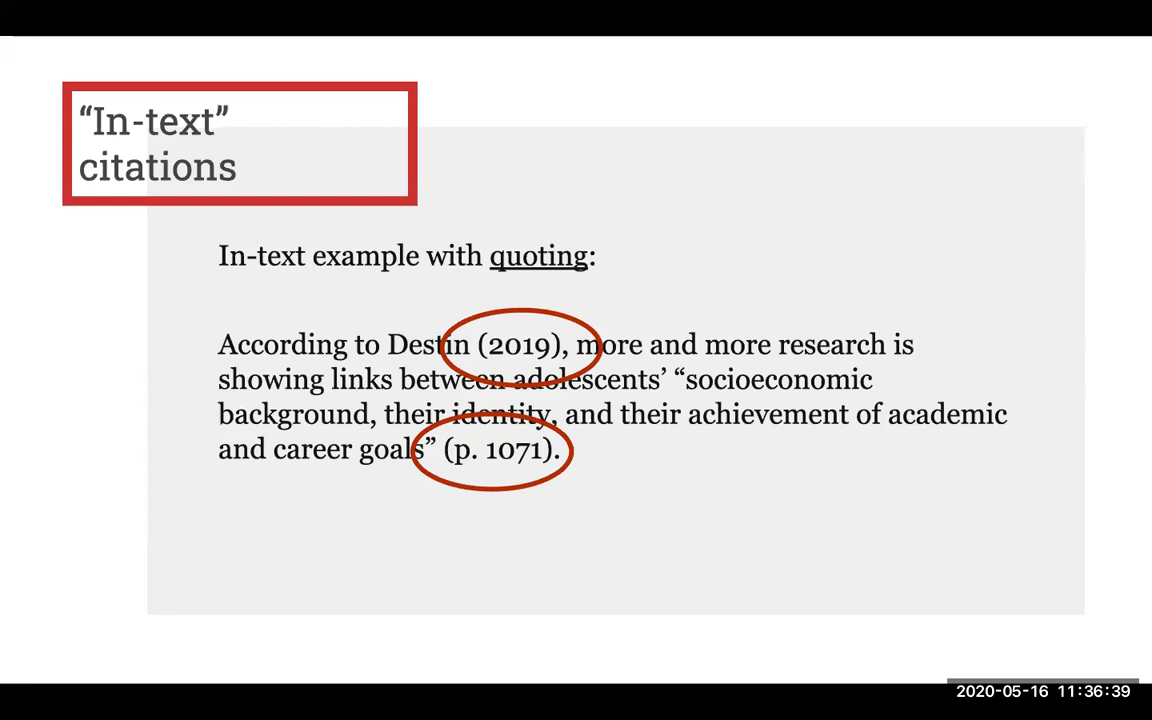 “In-text”
citations
In-text example with quoting:
According to Destin (2019), more and more research is
showing links between adolescents’ “socioeconomic
background, their identity, and their achievement of academic
and career goals” (p. 1071).
2020-05-16 11:36:39